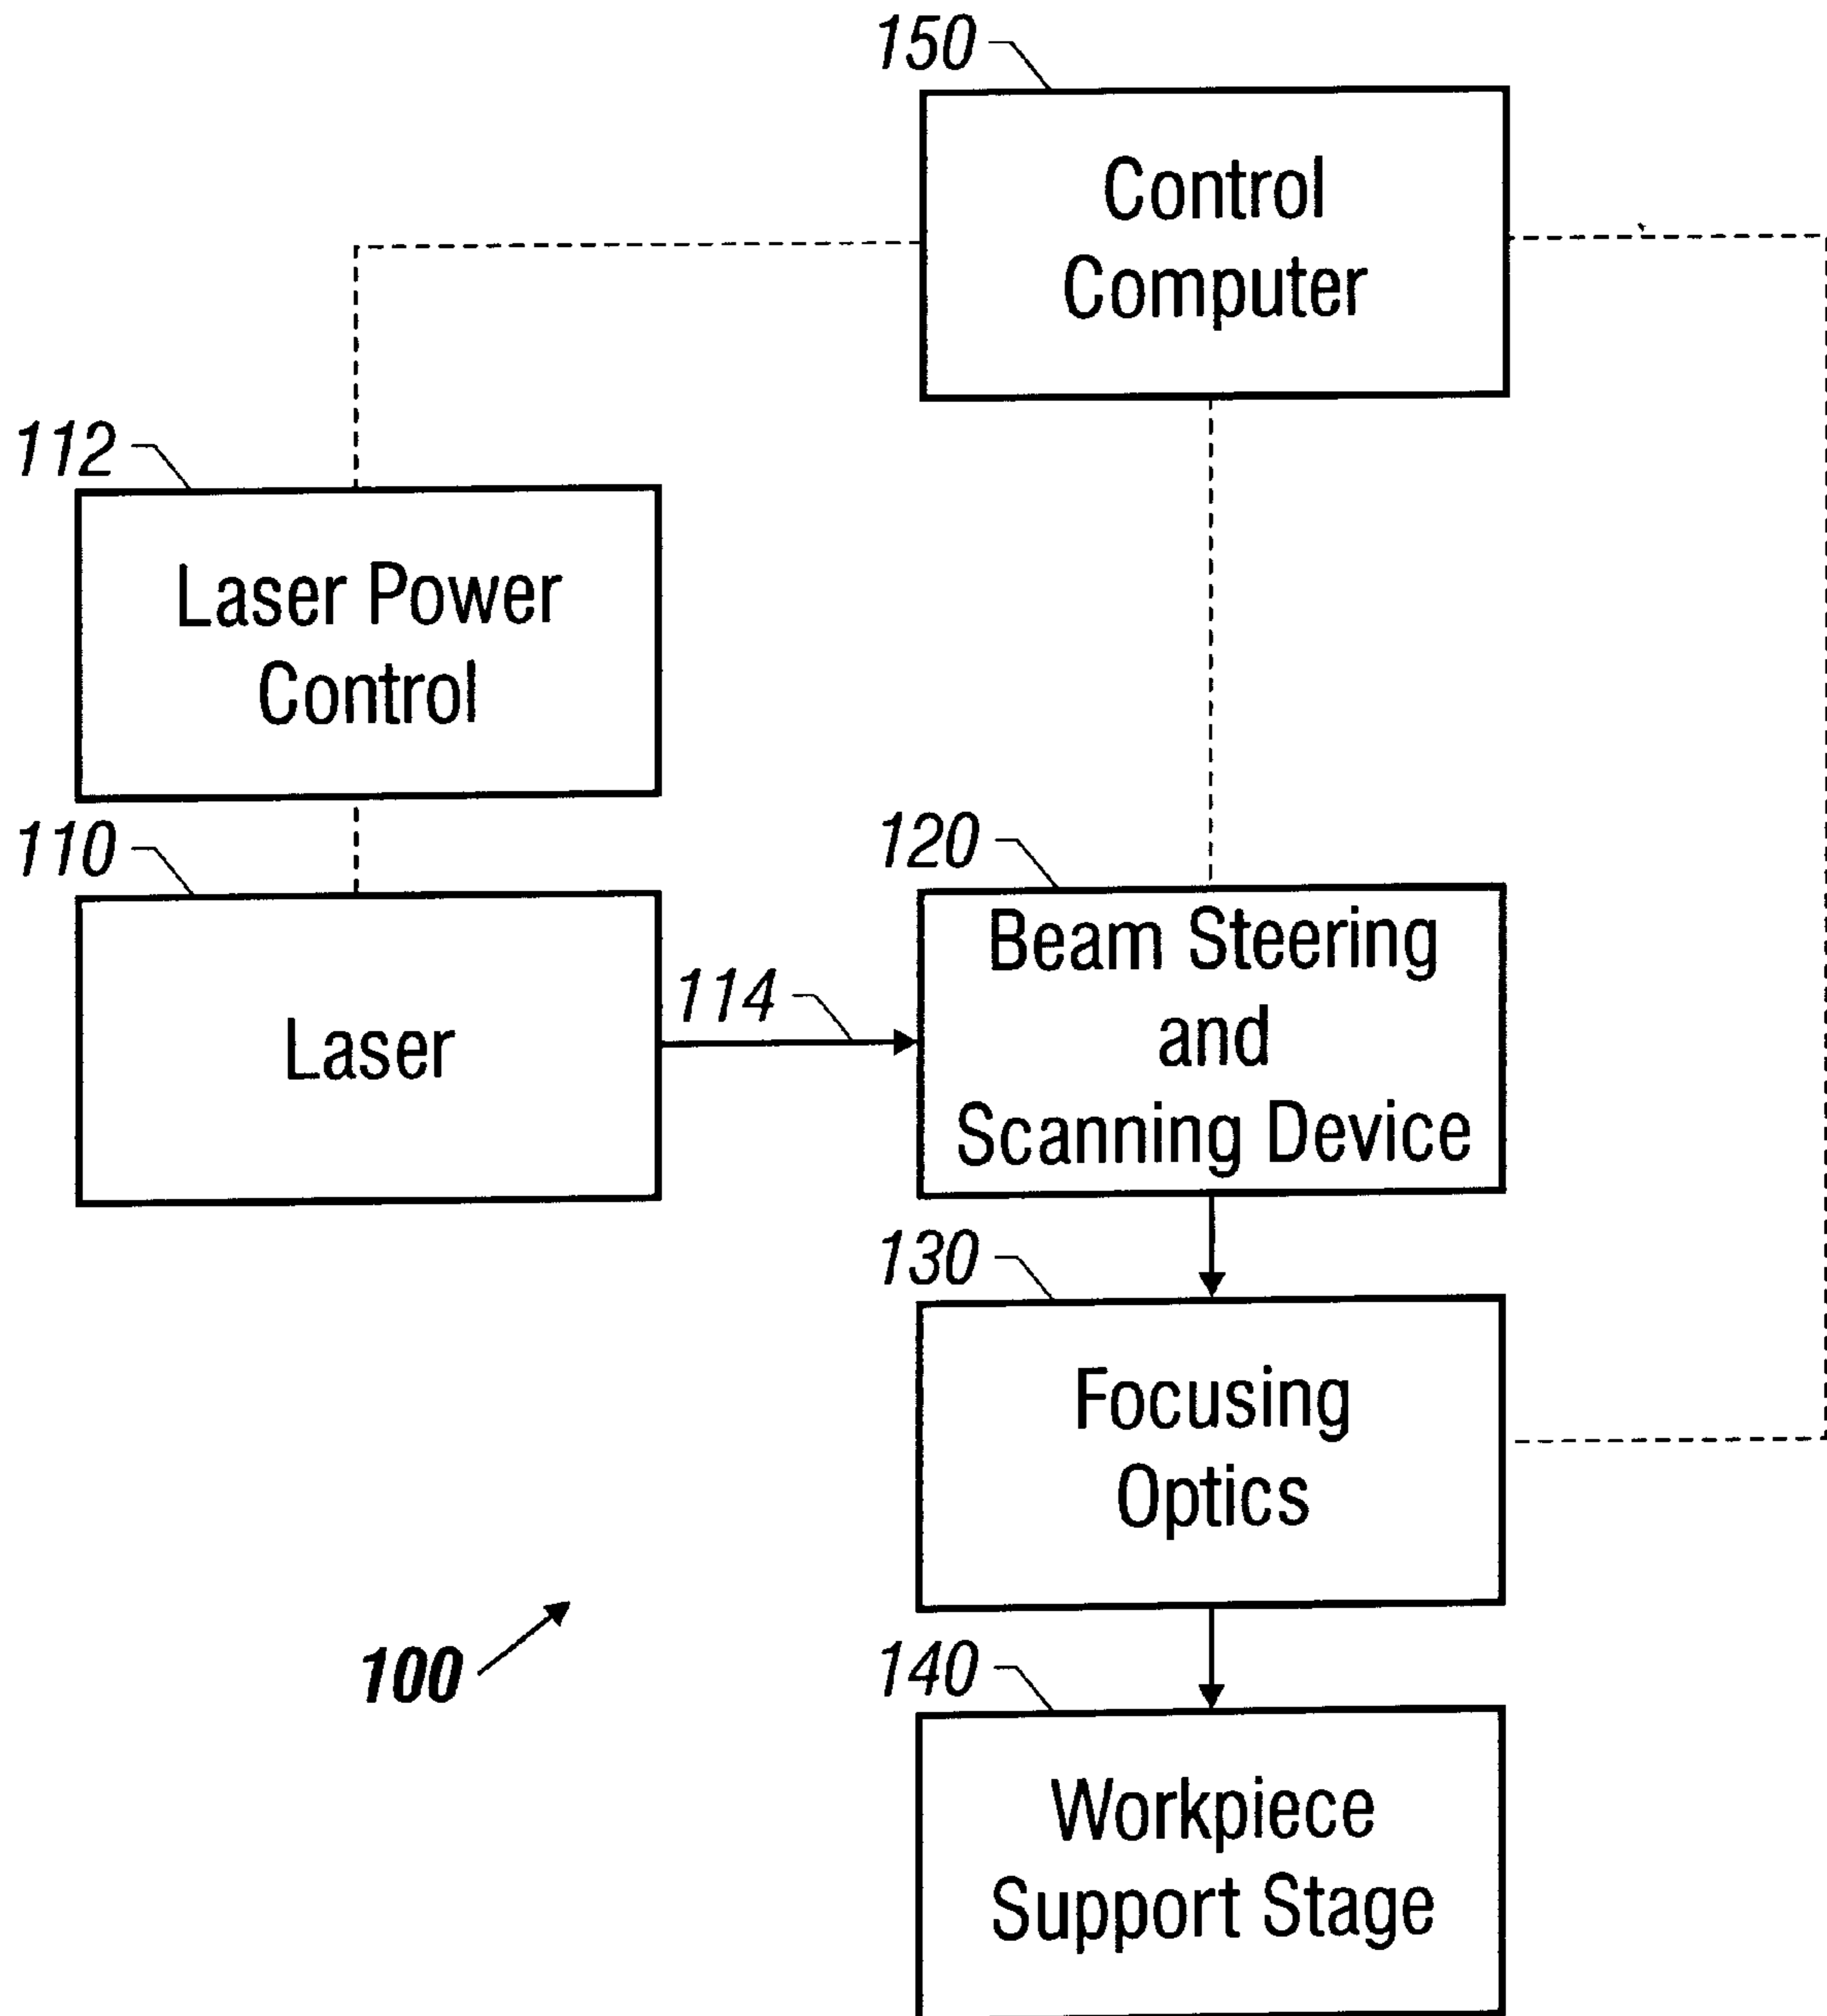 150
Control
Computer
112
Laser Power
Control
110
Laser
114
120
Beam Steering
and
Scanning Device
130
Focusing
Optics
100
140
Workpiece
Support Stage